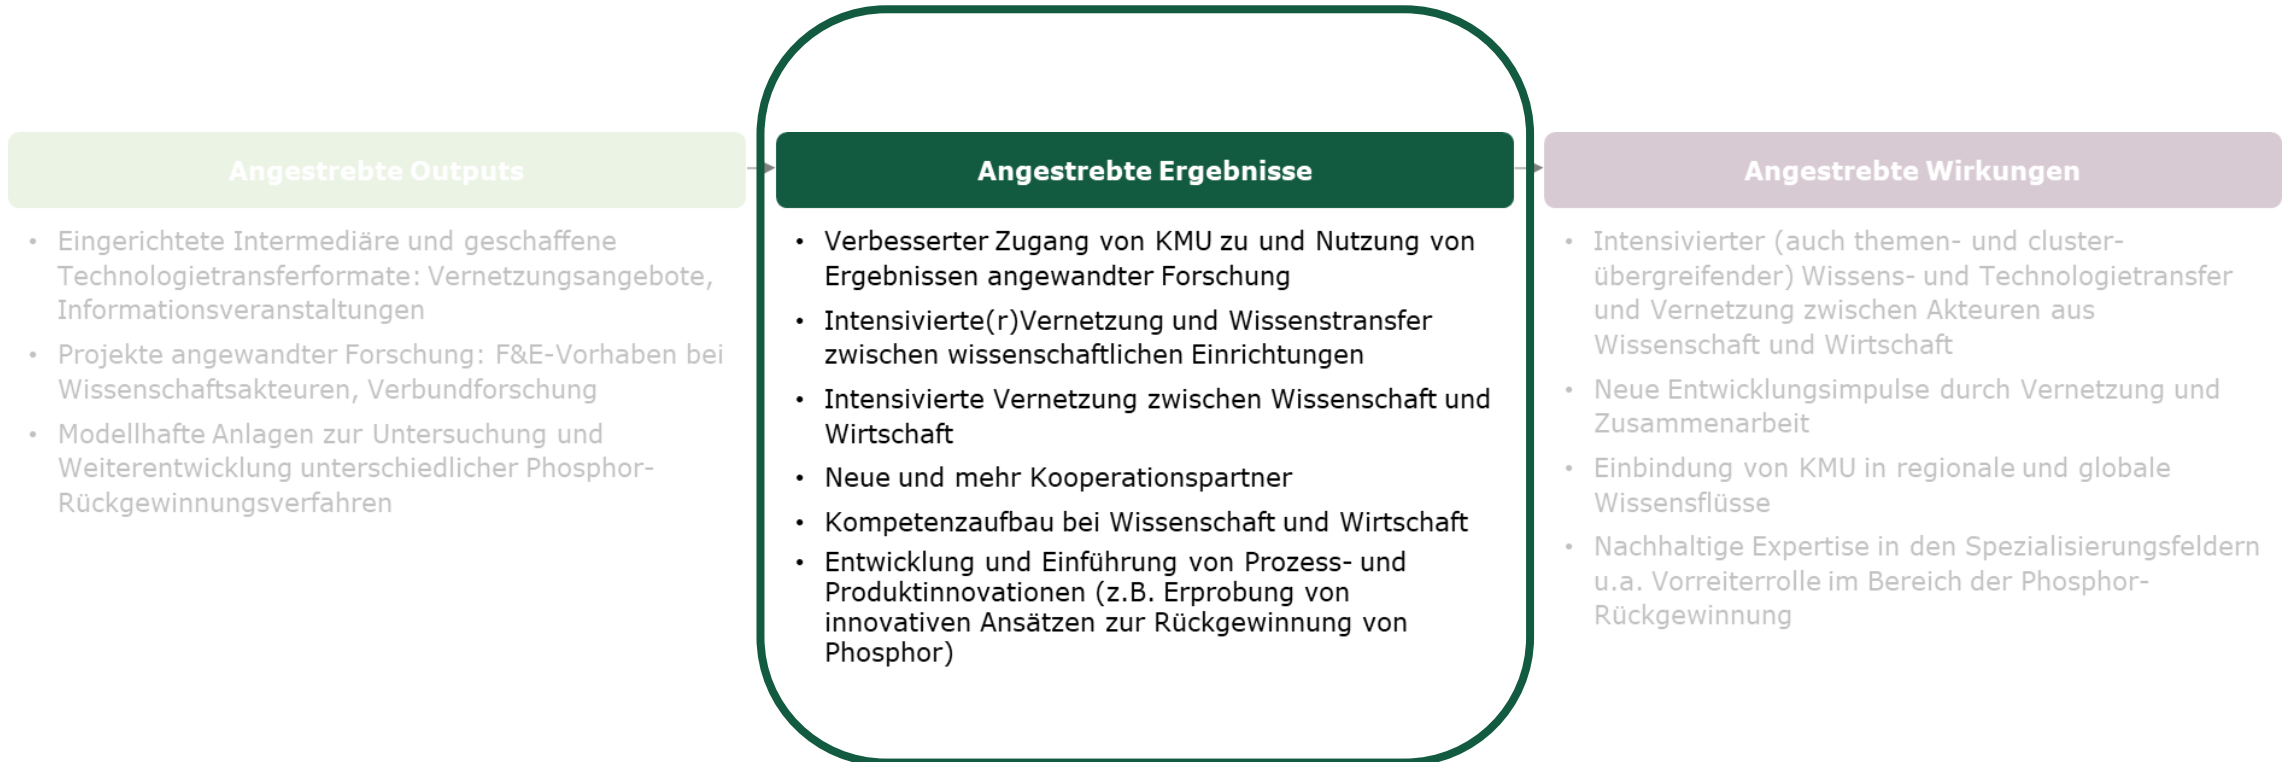 Angestrebte Outputs
• Eingerichtete Intermediäre und geschaffene
Technologietransferformate: Vernetzungsangebote,
Informationsveranstaltungen
• Projekte angewandter Forschung: F&E-Vorhaben bei
Wissenschaftsakteuren, Verbundforschung
• Modellhafte Anlagen zur Untersuchung und
Weiterentwicklung unterschiedlicher Phosphor-
Rückgewinnungsverfahren
Angestrebte Ergebnisse
• Verbesserter Zugang von KMU zu und Nutzung von
Ergebnissen angewandter Forschung
• Intensivierte(r)Vernetzung und Wissenstransfer
zwischen wissenschaftlichen Einrichtungen
• Intensivierte Vernetzung zwischen Wissenschaft und
Wirtschaft
• Neue und mehr Kooperationspartner
• Kompetenzaufbau bei Wissenschaft und Wirtschaft
• Entwicklung und Einführung von Prozess- und
Produktinnovationen (z.B. Erprobung von
innovativen Ansätzen zur Rückgewinnung von
Phosphor)
Angestrebte Wirkungen
• Intensivierter (auch themen- und cluster-
übergreifender) Wissens- und Technologietransfer
und Vernetzung zwischen Akteuren aus
Wissenschaft und Wirtschaft
• Neue Entwicklungsimpulse durch Vernetzung und
Zusammenarbeit
• Einbindung von KMU in regionale und globale
Wissensflüsse
• Nachhaltige Expertise in den Spezialisierungsfeldern
u.a. Vorreiterrolle im Bereich der Phosphor-
Rückgewinnung